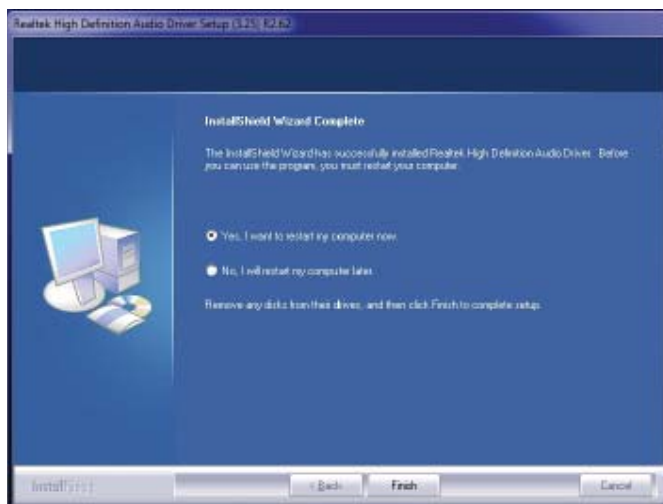 Realtek High Definition Audio Driver Setup (3.25) R2.62
InstallShield Wizard Complete
The InstallShield Wizard has successfully installed Realtek High Definition Audio Driver. Before
you can use the program, you must restart your computer.
Yes, I want to restart my computer now.
No, I will restart my computer later.
Remove any disks from their drives, and then click Finish to complete setup.
InstallShield
< Back
Finish
Cancel